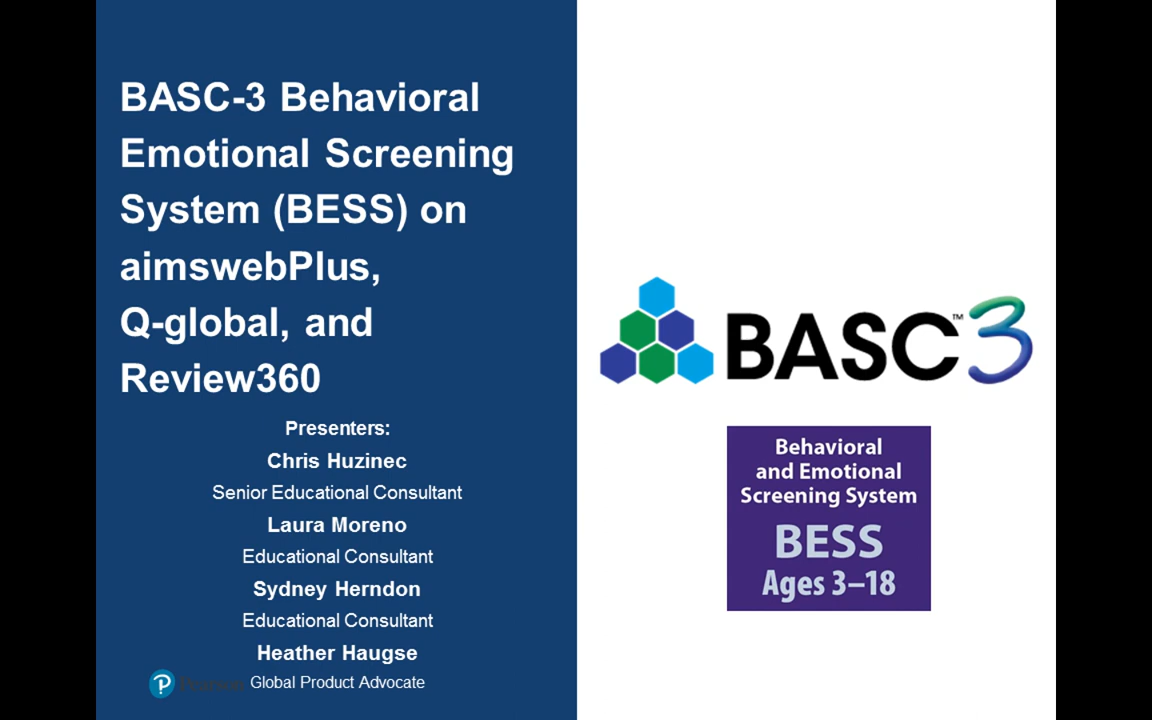 BASC-3 Behavioral
Emotional Screening
System (BESS) on
aimswebPlus,
Q-global, and
Review360
Presenters:
Chris Huzinec
Senior Educational Consultant
Laura Moreno
Educational Consultant
Sydney Herndon
Educational Consultant
Heather Haugse
Global Product Advocate
P Pearson
BASC™3
Behavioral
and Emotional
Screening System
BESS
Ages 3–18